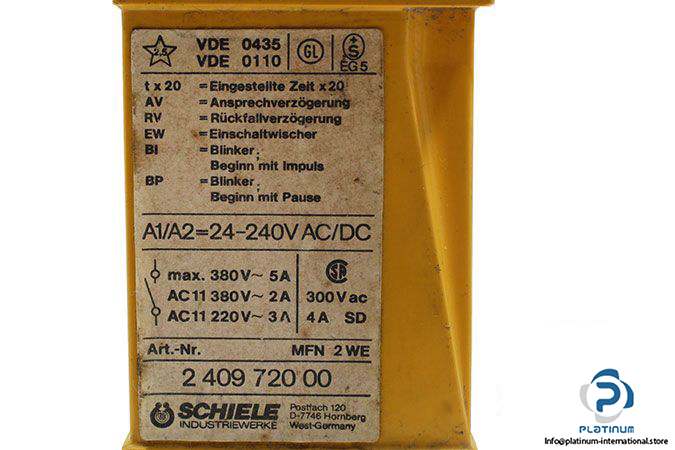 2.5 VDE 0435
VDE 0110
GL
+
S
EG 5
t x 20 = Eingestellte Zeit x 20
AV = Ansprechverzögerung
RV = Rückfallverzögerung
EW = Einschaltwischer
BI = Blinker,
Beginn mit Impuls
BP = Blinker,
Beginn mit Pause
A1/A2=24-240V AC/DC
max. 380V~ 5A
AC11 380V~ 2A
AC11 220V~ 3A
SA
300Vac
4A SD
Art.-Nr. MFN 2WE
2 409 720 00
SCHIELE
INDUSTRIEWERKE
Postfach 120
D-7746 Hornberg
West-Germany
PLATINUM
info@platinum-international.store